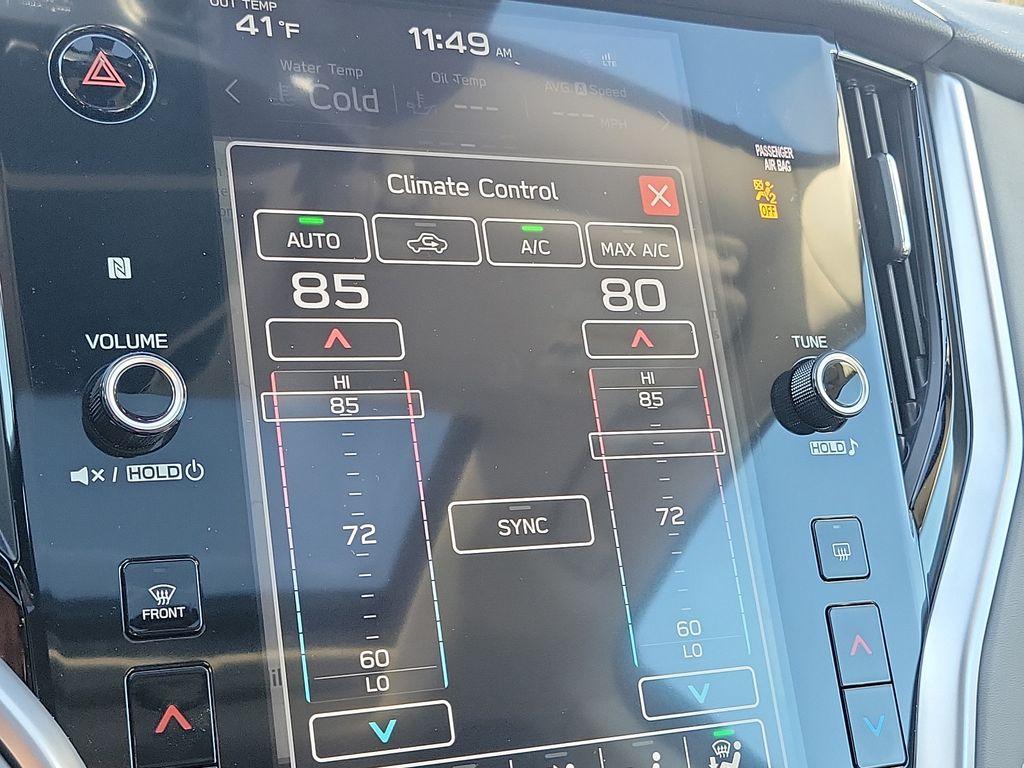 OUT TEMP
41°F
11:49 AM
LTE
Water Temp
Cold
Oil Temp
---
AVG. A Speed
--- MPH
PASSENGER
AIR BAG
2
OFF
Climate Control
AUTO
A/C
MAX A/C
85
80
HI
85
72
60
LO
HI
85
72
60
LO
SYNC
VOLUME
/ HOLD
FRONT
TUNE
HOLD